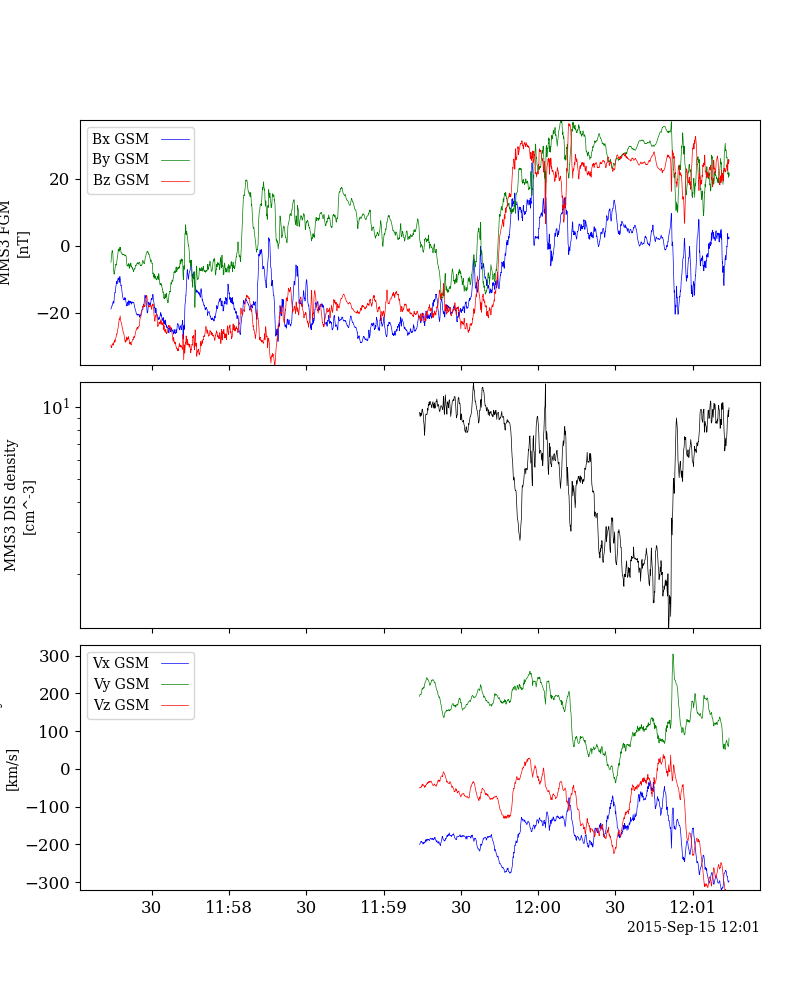 Bx GSM
By GSM
Bz GSM
20
0
−20
MMS3 FGM
[nT]
10^1
MMS3 DIS density
[cm^-3]
Vx GSM
Vy GSM
Vz GSM
300
200
100
0
−100
−200
−300
[km/s]
30 11:58 30 11:59 30 12:00 30 12:01
2015-Sep-15 12:01